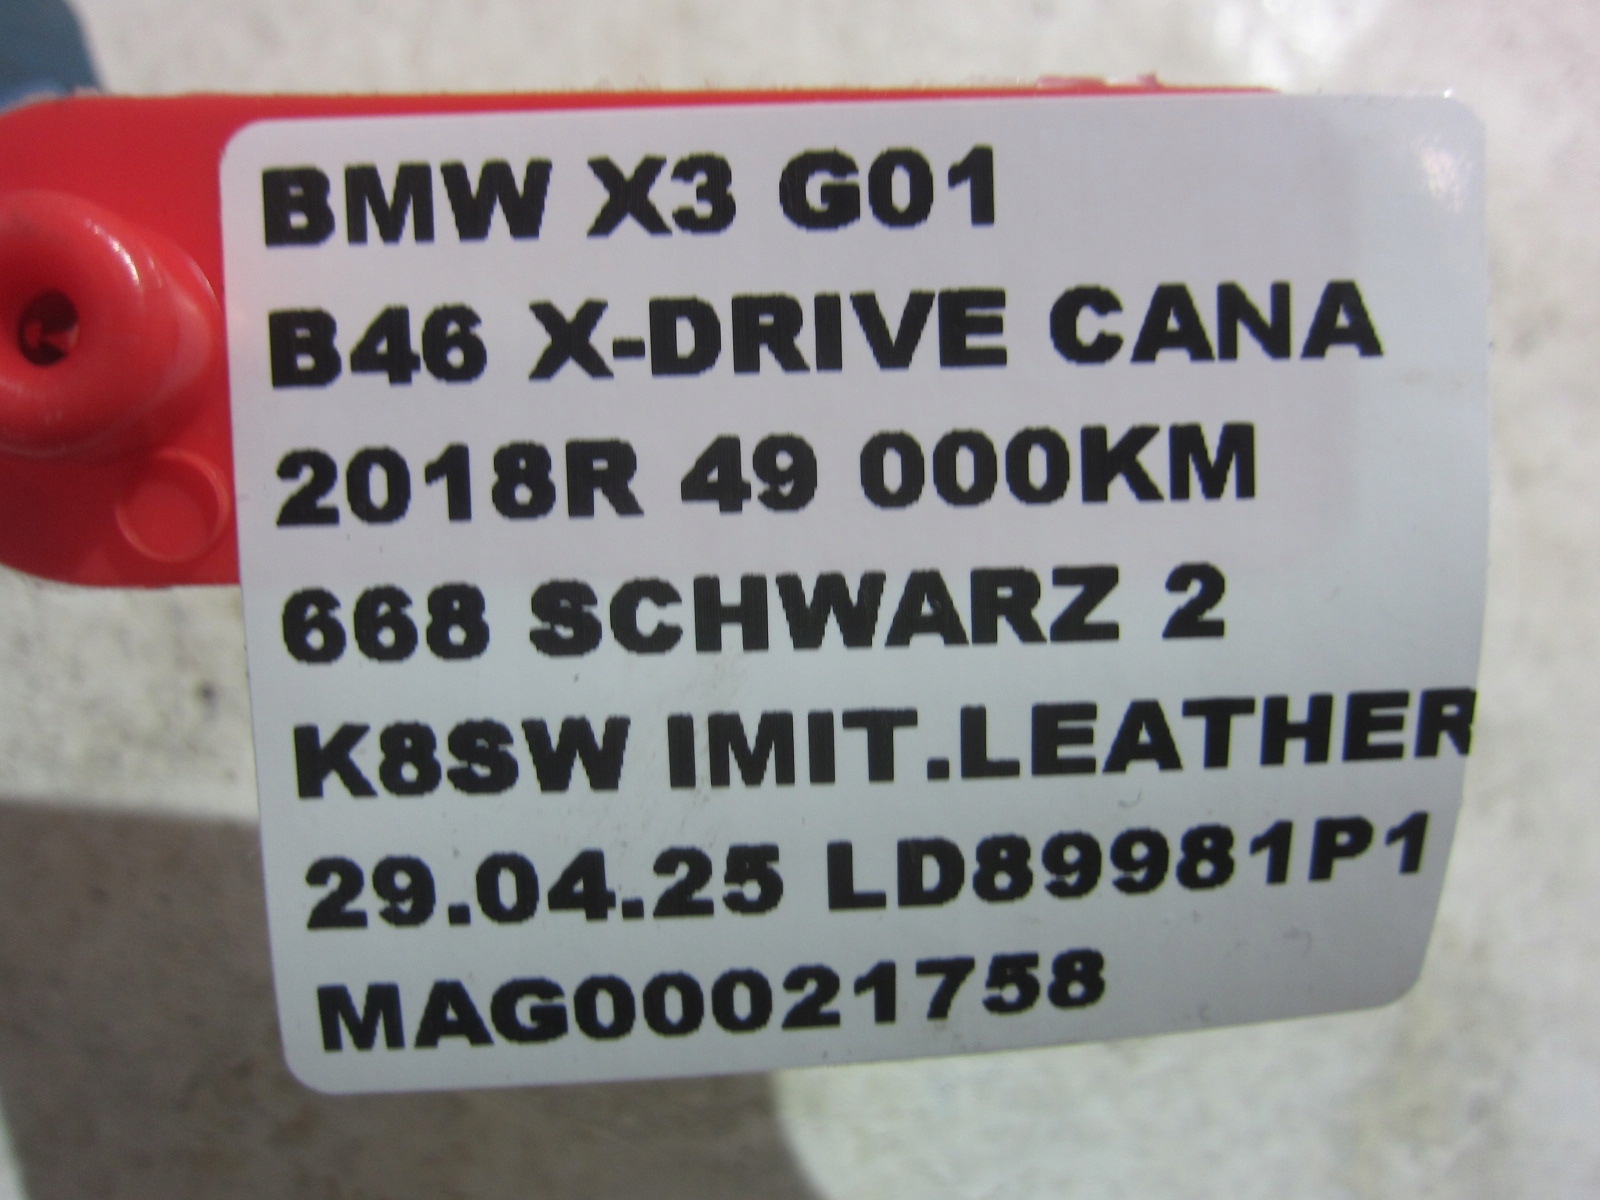 BMW X3 G01
B46 X-DRIVE CANA
2018R 49 000KM
668 SCHWARZ 2
K8SW IMIT.LEATHER
29.04.25 LD89981P1
MAG00021758